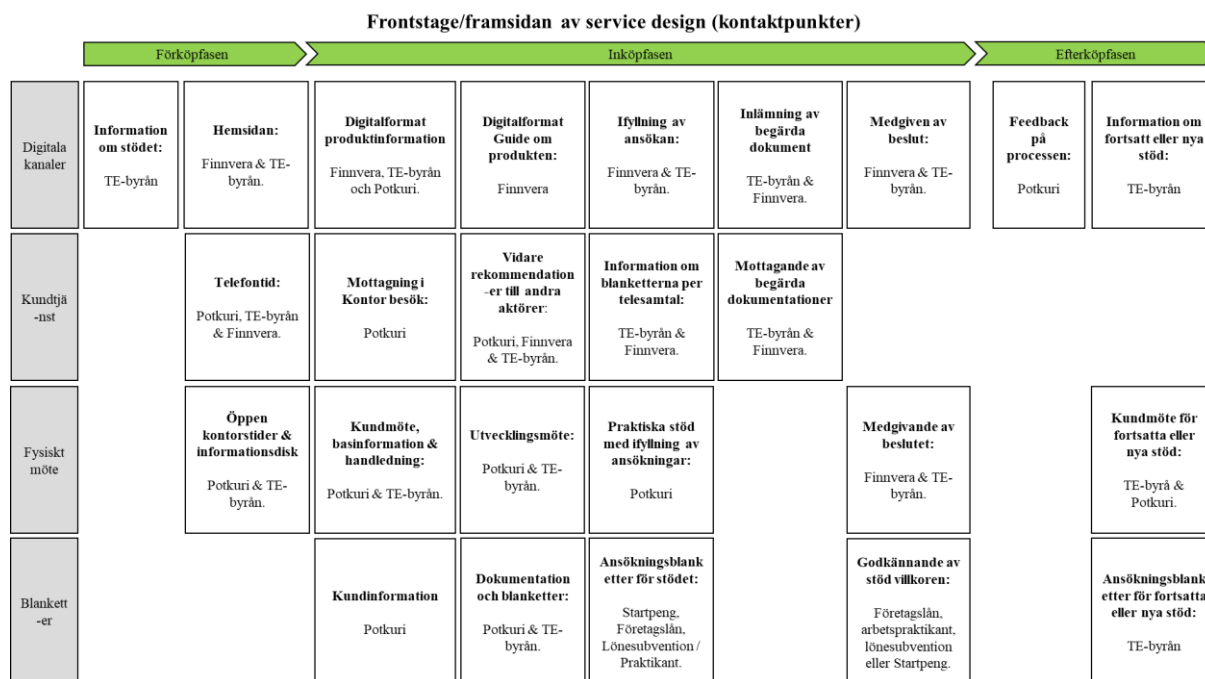 Frontstage/framsidan av service design (kontaktpunkter)
Förköpfasen
Inköpfasen
Efterköpfasen
Digitala
kanaler
Information
om stödet:
TE-byrån
Hemsidan:
Finnvera & TE-
byrån.
Digitalformat
produktinformation
Finnvera, TE-byrån
och Potkuri.
Digitalformat
Guide om
produkten:
Finnvera
Ifyllning av
ansökan:
Finnvera & TE-
byrån.
Inlämning av
begärda
dokument
TE-byrån &
Finnvera.
Medgiven av
beslut:
Finnvera & TE-
byrån.
Feedback
på
processen:
Potkuri
Information om
fortsatt eller nya
stöd:
TE-byrån
Kundtjä
-nst
Telefontid:
Potkuri, TE-byrån
& Finnvera.
Mottagning i
Kontor besök:
Potkuri
Vidare
rekommendation
-er till andra
aktörer:
Potkuri, Finnvera
& TE-byrån.
Information om
blanketterna per
telesamtal:
TE-byrån &
Finnvera.
Mottagande av
begärda
dokumentationer
TE-byrån &
Finnvera.
Fysiskt
möte
Öppen
kontorstider &
informationsdisk
Potkuri & TE-
byrån.
Kundmöte,
basinformation &
handledning:
Potkuri & TE-byrån.
Utvecklingsmöte:
Potkuri & TE-
byrån.
Praktiska stöd
med ifyllning av
ansökningar:
Potkuri
Medgivande av
beslutet:
Finnvera & TE-
byrån.
Kundmöte för
fortsatta eller
nya stöd:
TE-byrå &
Potkuri.
Blankett
-er
Kundinformation
Potkuri
Dokumentation
och blanketter:
Potkuri & TE-
byrån.
Ansökningsblank
etter för stödet:
Startpeng,
Företagslån,
Lönesubvention /
Praktikant.
Godkännande av
stöd villkoren:
Företagslån,
arbetspraktikant,
lönesubvention
eller Startpeng.
Ansökningsblank
etter för fortsatta
eller nya stöd:
TE-byrån